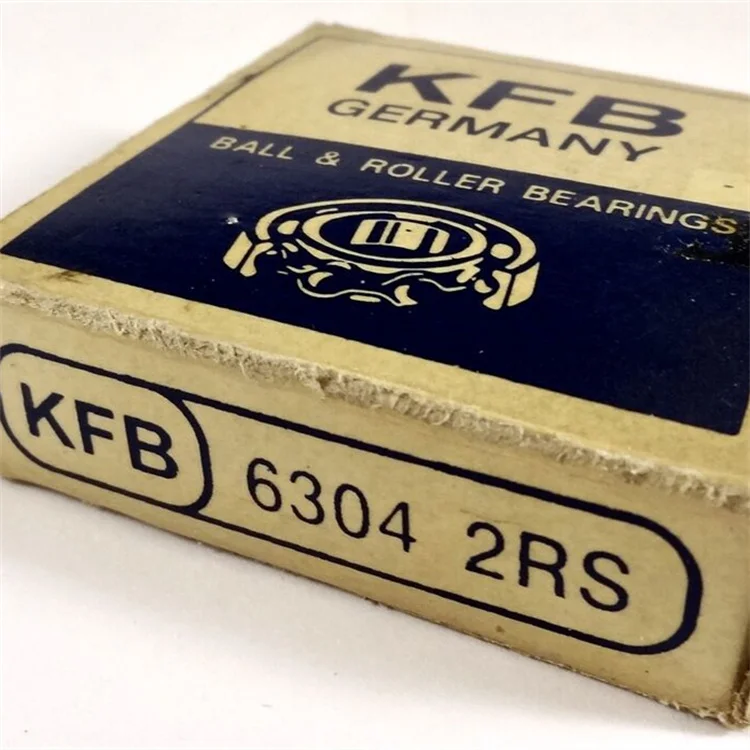 KFB
GERMANY
BALL & ROLLER BEARINGS
KFB 6304 2RS